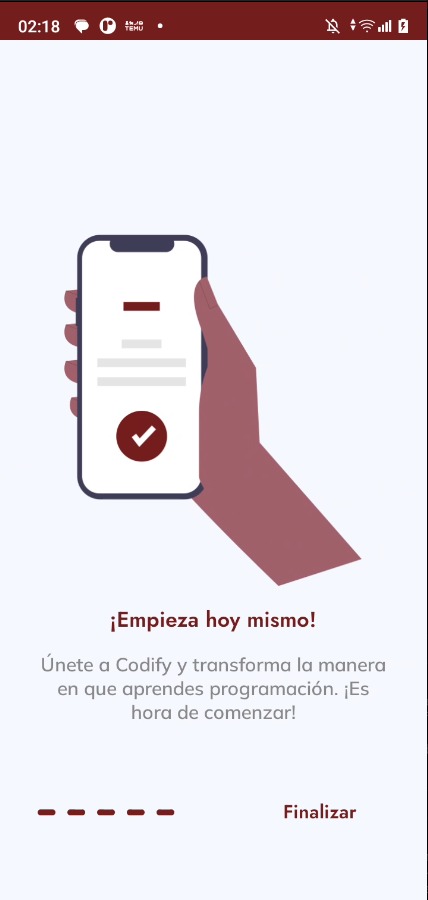 02:18
TEMU
¡Empieza hoy mismo!
Únete a Codify y transforma la manera
en que aprendes programación. ¡Es
hora de comenzar!
Finalizar